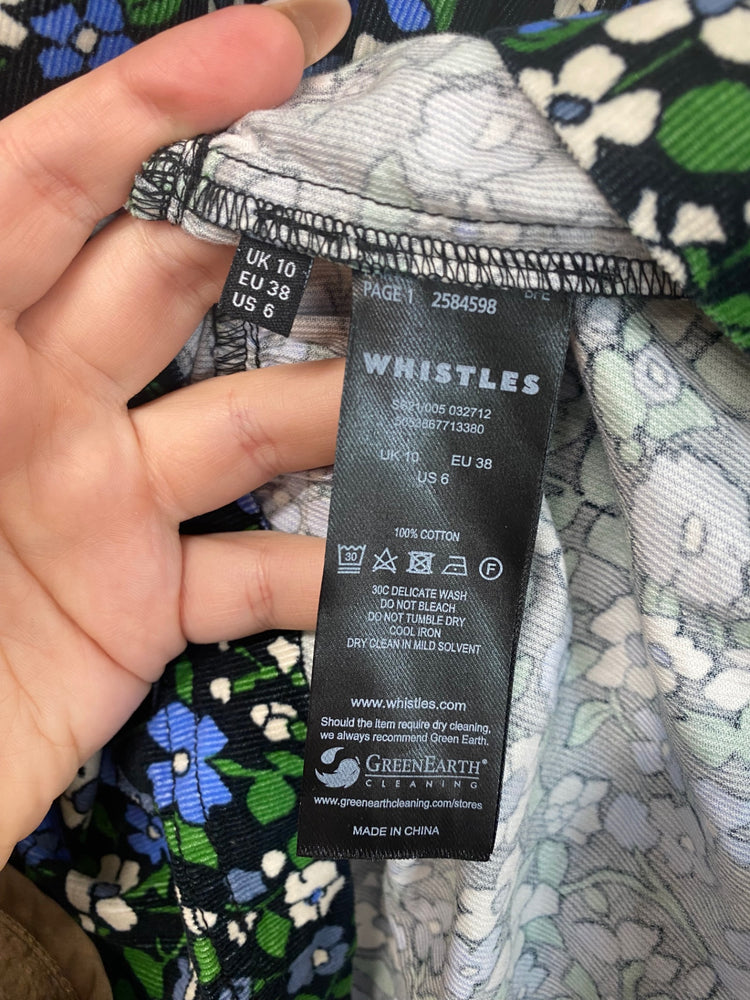 UK 10
EU 38
US 6
PAGE 1 2584598
WHISTLES
032712
UK 10 EU 38
US 6
100% COTTON
30
F
30C DELICATE WASH
DO NOT BLEACH
DO NOT TUMBLE DRY
COOL IRON
DRY CLEAN IN MILD SOLVENT
www.whistles.com
Should the item require dry cleaning,
we always recommend Green Earth.
GREENEARTH®
CLEANING
www.greenearthcleaning.com/stores
MADE IN CHINA